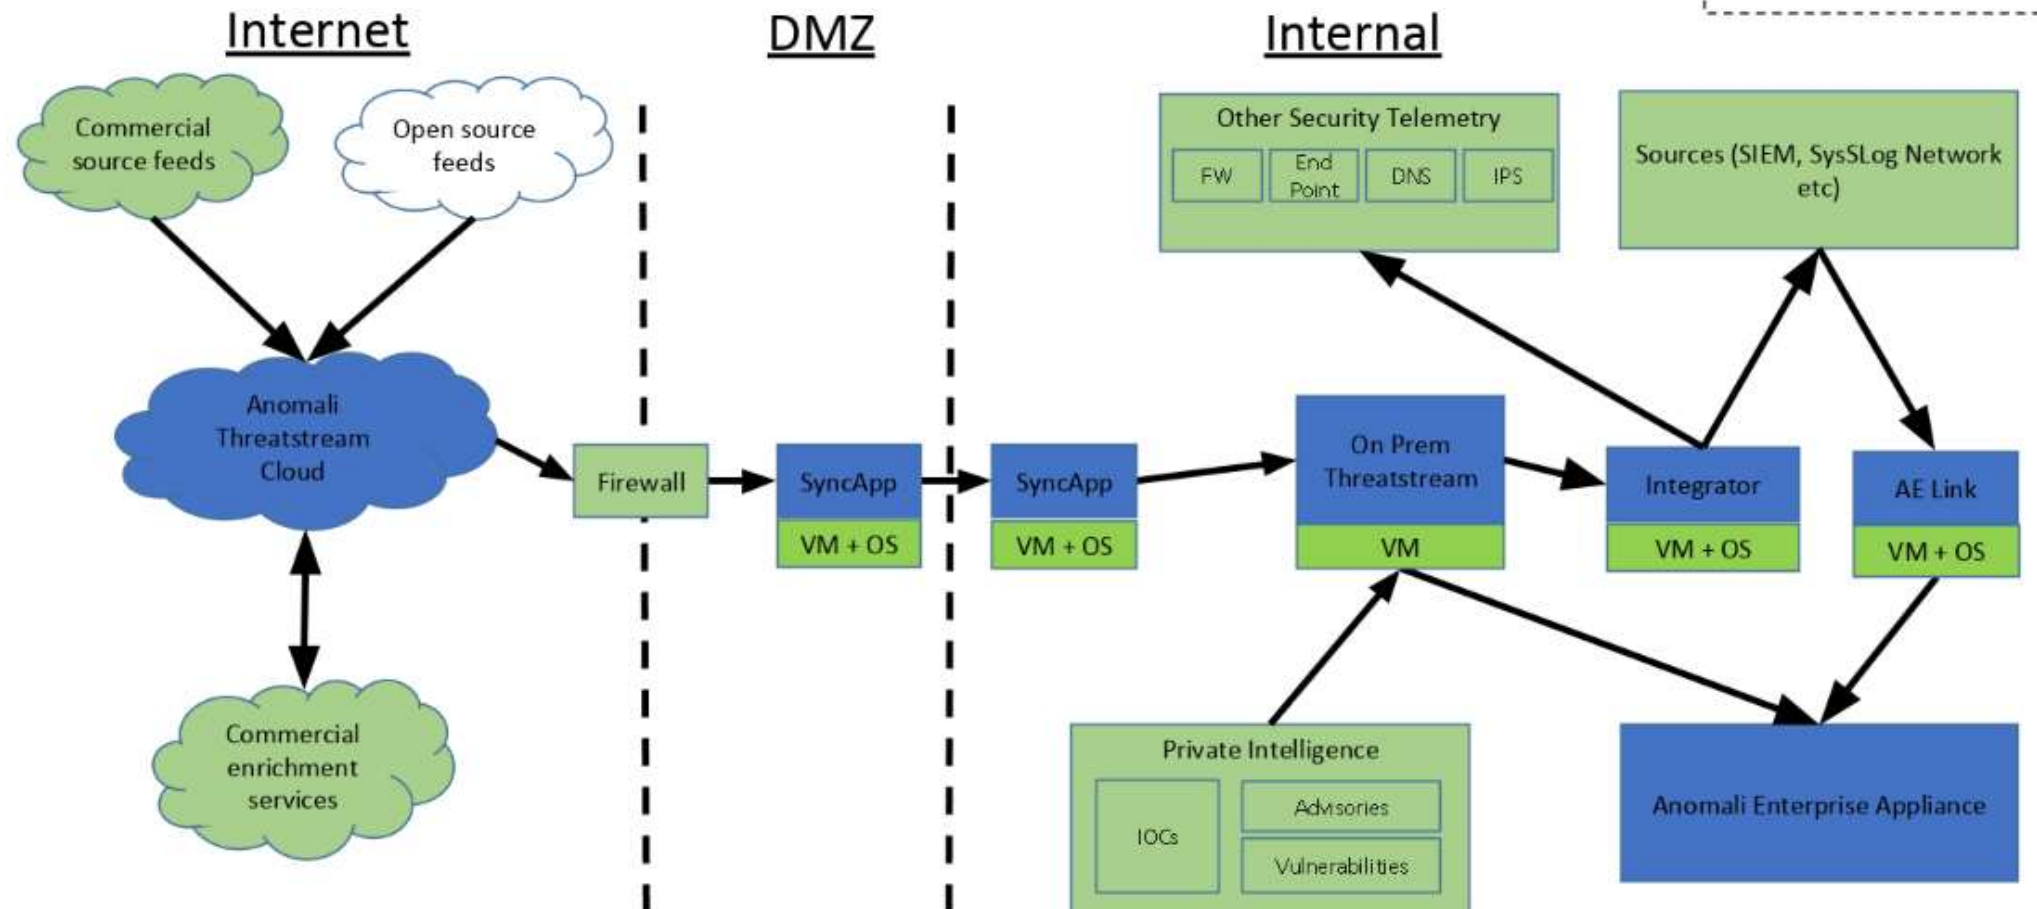 Internet
DMZ
Internal
Commercial
source feeds
Open source
feeds
Other Security Telemetry
FW
End
Point
DNS
IPS
Sources (SIEM, SysSLog Network
etc)
Anomali
Threatstream
Cloud
Firewall
SyncApp
VM + OS
SyncApp
VM + OS
On Prem
Threatstream
VM
Integrator
VM + OS
AE Link
VM + OS
Commercial
enrichment
services
Private Intelligence
IOCs
Advisories
Vulnerabilities
Anomali Enterprise Appliance